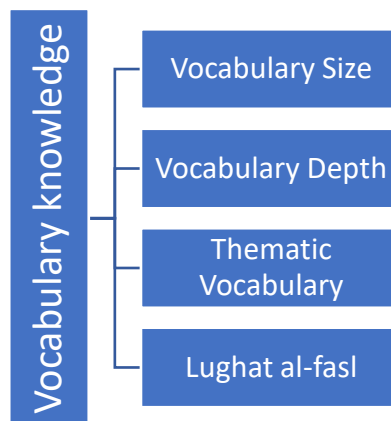 Vocabulary knowledge
Vocabulary Size
Vocabulary Depth
Thematic
Vocabulary
Lughat al-fasl